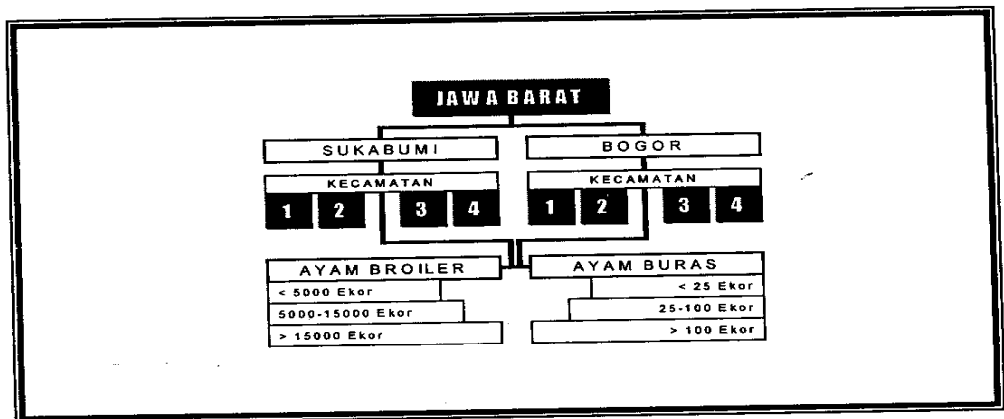 JAWA BARAT
SUKABUMI BOGOR
KECAMATAN KECAMATAN
1 2 3 4 1 2 3 4
AYAM BROILER AYAM BURAS
< 5000 Ekor < 25 Ekor
5000-15000 Ekor 25-100 Ekor
> 15000 Ekor > 100 Ekor